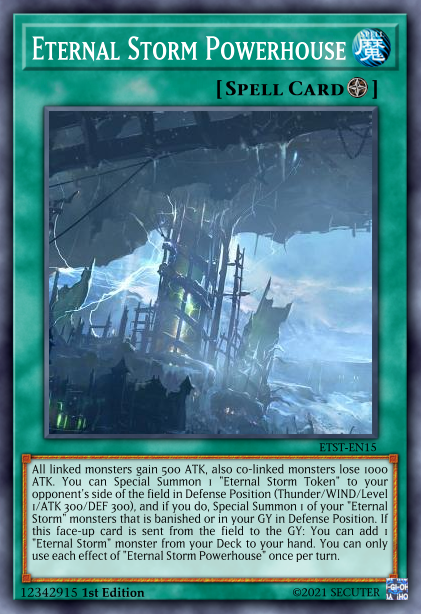 ETERNAL STORM POWERHOUSE 魔
[SPELL CARD]
ETST-EN15
All linked monsters gain 500 ATK, also co-linked monsters lose 1000
ATK. You can Special Summon 1 "Eternal Storm Token" to your
opponent's side of the field in Defense Position (Thunder/WIND/Level
1/ATK 300/DEF 300), and if you do, Special Summon 1 of your "Eternal
Storm" monsters that is banished or in your GY in Defense Position. If
this face-up card is sent from the field to the GY: You can add 1
"Eternal Storm" monster from your Deck to your hand. You can only
use each effect of "Eternal Storm Powerhouse" once per turn.
12342915 1st Edition ©2021 SECUTER